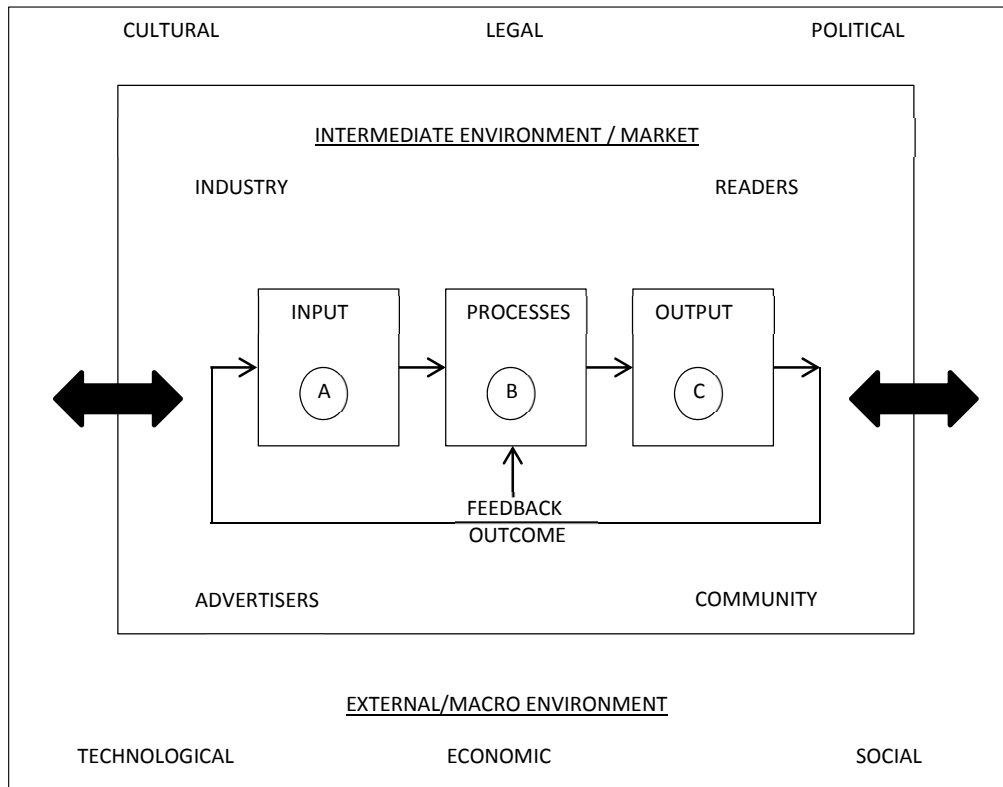 CULTURAL LEGAL POLITICAL
INTERMEDIATE ENVIRONMENT / MARKET
INDUSTRY READERS
INPUT PROCESSES OUTPUT
A B C
FEEDBACK
OUTCOME
ADVERTISERS COMMUNITY
EXTERNAL/MACRO ENVIRONMENT
TECHNOLOGICAL ECONOMIC SOCIAL